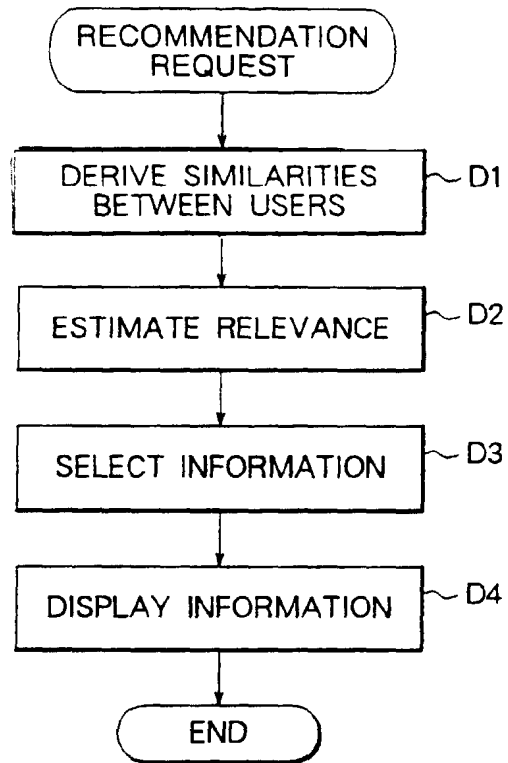 RECOMMENDATION
REQUEST
DERIVE SIMILARITIES
BETWEEN USERS
D1
ESTIMATE RELEVANCE
D2
SELECT INFORMATION
D3
DISPLAY INFORMATION
D4
END